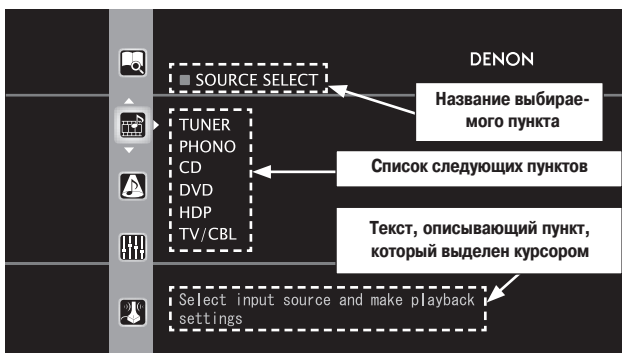 DENON
SOURCE SELECT
Название выбирае-
мого пункта
TUNER
PHONO
CD
DVD
HDP
TV/CBL
Список следующих пунктов
Текст, описывающий пункт,
который выделен курсором
Select input source and make playback
settings